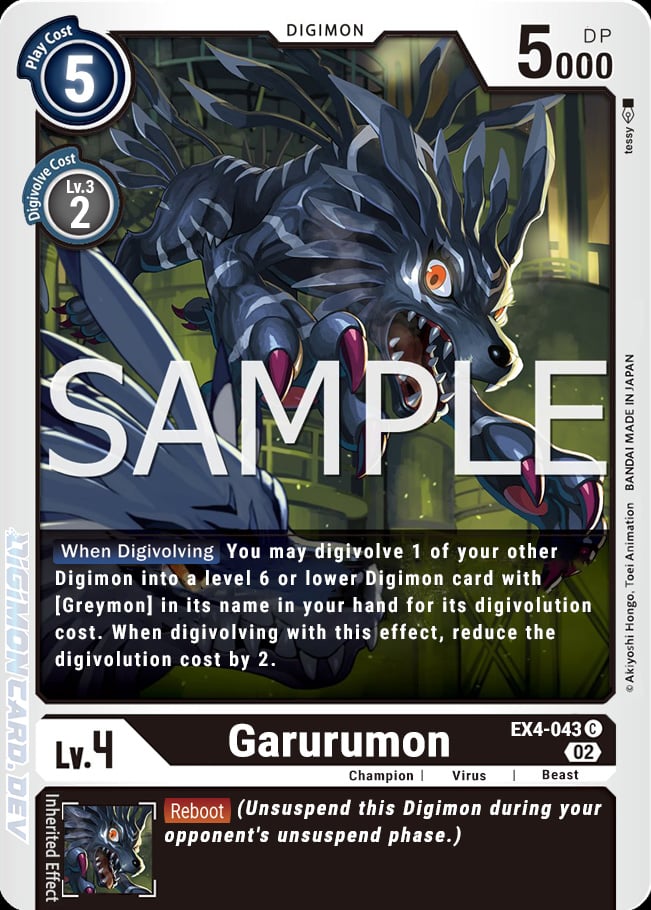 DIGIMON
Play Cost
5
DP
5000
tessy
Digivolve Cost
Lv.3
2
SAMPLE
When Digivolving You may digivolve 1 of your other
Digimon into a level 6 or lower Digimon card with
[Greymon] in its name in your hand for its digivolution
cost. When digivolving with this effect, reduce the
digivolution cost by 2.
© Akiyoshi Hongo, Toei Animation BANDAI MADE IN JAPAN
DIGIMONCARD.DEV
Lv.4
Garurumon
EX4-043 C
02
Champion | Virus | Beast
Inherited Effect
Reboot (Unsuspend this Digimon during your
opponent's unsuspend phase.)